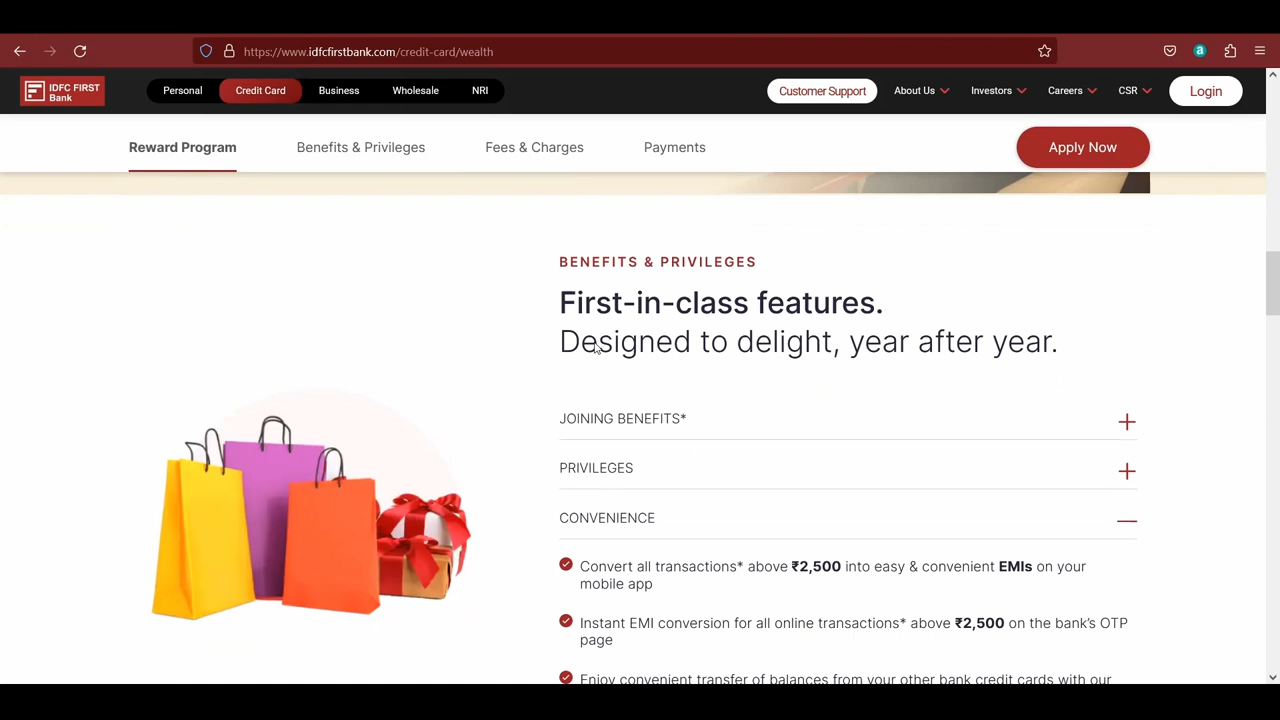 https://www.idfcfirstbank.com/credit-card/wealth
IDFC FIRST
Bank
Personal
Credit Card
Business
Wholesale
NRI
Customer Support
About Us
Investors
Careers
CSR
Login
Reward Program
Benefits & Privileges
Fees & Charges
Payments
Apply Now
BENEFITS & PRIVILEGES
First-in-class features.
Designed to delight, year after year.
JOINING BENEFITS*
PRIVILEGES
CONVENIENCE
Convert all transactions* above ₹2,500 into easy & convenient EMIs on your
mobile app
Instant EMI conversion for all online transactions* above ₹2,500 on the bank's OTP
page
Enjoy convenient transfer of balances from your other bank credit cards with our